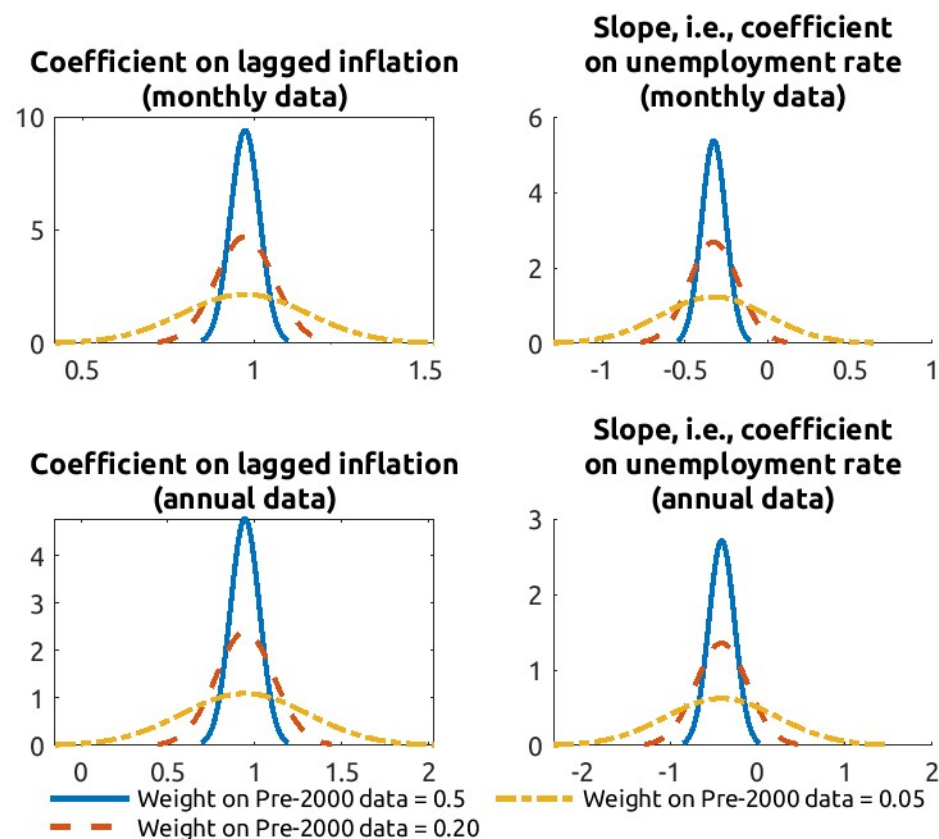 Coefficient on lagged inflation
(monthly data)
10
5
0
0.5 1 1.5
Slope, i.e., coefficient
on unemployment rate
(monthly data)
6
4
2
0
-1 -0.5 0 0.5 1
Coefficient on lagged inflation
(annual data)
4
3
2
1
0
0 0.5 1 1.5 2
Slope, i.e., coefficient
on unemployment rate
(annual data)
3
2
1
0
-2 -1 0 1 2
Weight on Pre-2000 data = 0.5
Weight on Pre-2000 data = 0.20
Weight on Pre-2000 data = 0.05